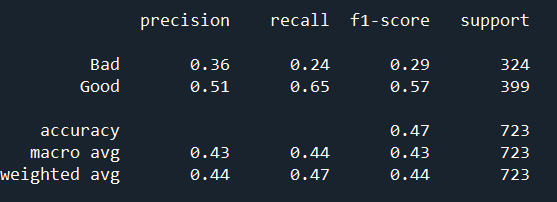 precision recall f1-score support
Bad 0.36 0.24 0.29 324
Good 0.51 0.65 0.57 399
accuracy 0.47 723
macro avg 0.43 0.44 0.43 723
weighted avg 0.44 0.47 0.44 723